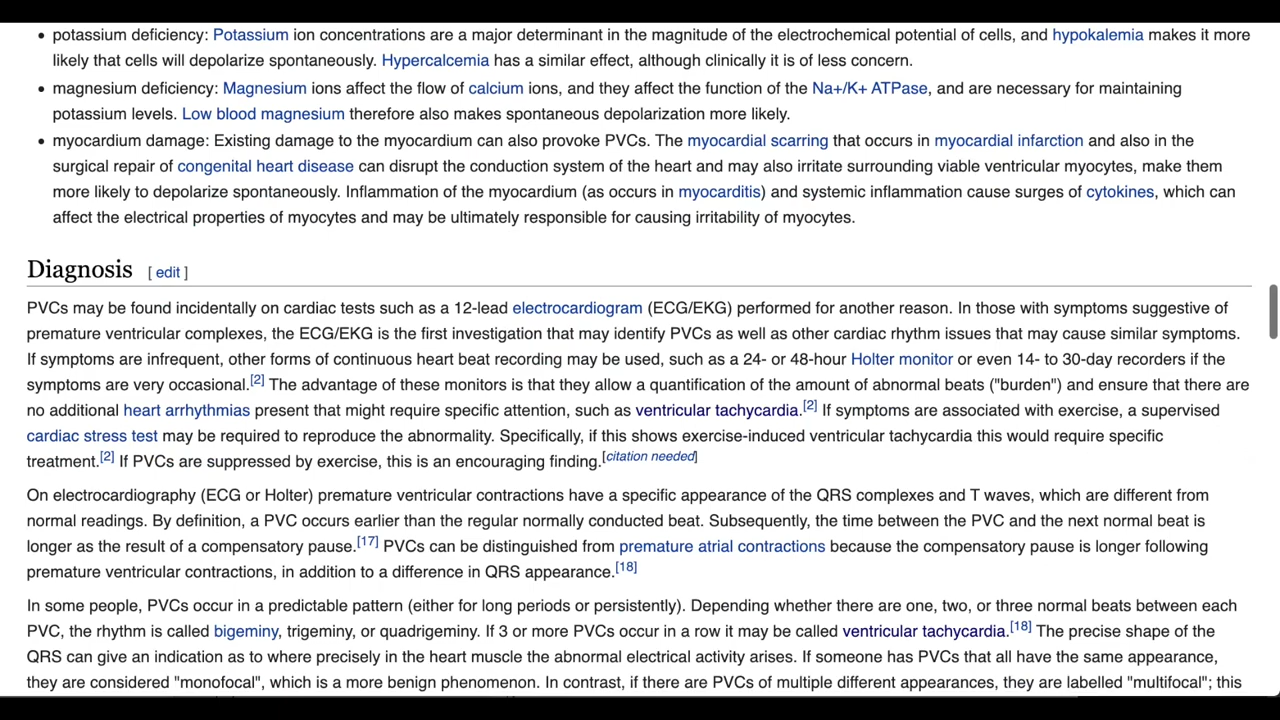 • potassium deficiency: Potassium ion concentrations are a major determinant in the magnitude of the electrochemical potential of cells, and hypokalemia makes it more
likely that cells will depolarize spontaneously. Hypercalcemia has a similar effect, although clinically it is of less concern.
• magnesium deficiency: Magnesium ions affect the flow of calcium ions, and they affect the function of the Na+/K+ ATPase, and are necessary for maintaining
potassium levels. Low blood magnesium therefore also makes spontaneous depolarization more likely.
• myocardium damage: Existing damage to the myocardium can also provoke PVCs. The myocardial scarring that occurs in myocardial infarction and also in the
surgical repair of congenital heart disease can disrupt the conduction system of the heart and may also irritate surrounding viable ventricular myocytes, make them
more likely to depolarize spontaneously. Inflammation of the myocardium (as occurs in myocarditis) and systemic inflammation cause surges of cytokines, which can
affect the electrical properties of myocytes and may be ultimately responsible for causing irritability of myocytes.
Diagnosis [ edit ]
PVCs may be found incidentally on cardiac tests such as a 12-lead electrocardiogram (ECG/EKG) performed for another reason. In those with symptoms suggestive of
premature ventricular complexes, the ECG/EKG is the first investigation that may identify PVCs as well as other cardiac rhythm issues that may cause similar symptoms.
If symptoms are infrequent, other forms of continuous heart beat recording may be used, such as a 24- or 48-hour Holter monitor or even 14- to 30-day recorders if the
symptoms are very occasional.[2] The advantage of these monitors is that they allow a quantification of the amount of abnormal beats ("burden") and ensure that there are
no additional heart arrhythmias present that might require specific attention, such as ventricular tachycardia.[2] If symptoms are associated with exercise, a supervised
cardiac stress test may be required to reproduce the abnormality. Specifically, if this shows exercise-induced ventricular tachycardia this would require specific
treatment.[2] If PVCs are suppressed by exercise, this is an encouraging finding.[citation needed]
On electrocardiography (ECG or Holter) premature ventricular contractions have a specific appearance of the QRS complexes and T waves, which are different from
normal readings. By definition, a PVC occurs earlier than the regular normally conducted beat. Subsequently, the time between the PVC and the next normal beat is
longer as the result of a compensatory pause.[17] PVCs can be distinguished from premature atrial contractions because the compensatory pause is longer following
premature ventricular contractions, in addition to a difference in QRS appearance.[18]
In some people, PVCs occur in a predictable pattern (either for long periods or persistently). Depending whether there are one, two, or three normal beats between each
PVC, the rhythm is called bigeminy, trigeminy, or quadrigeminy. If 3 or more PVCs occur in a row it may be called ventricular tachycardia.[18] The precise shape of the
QRS can give an indication as to where precisely in the heart muscle the abnormal electrical activity arises. If someone has PVCs that all have the same appearance,
they are considered "monofocal", which is a more benign phenomenon. In contrast, if there are PVCs of multiple different appearances, they are labelled "multifocal"; this